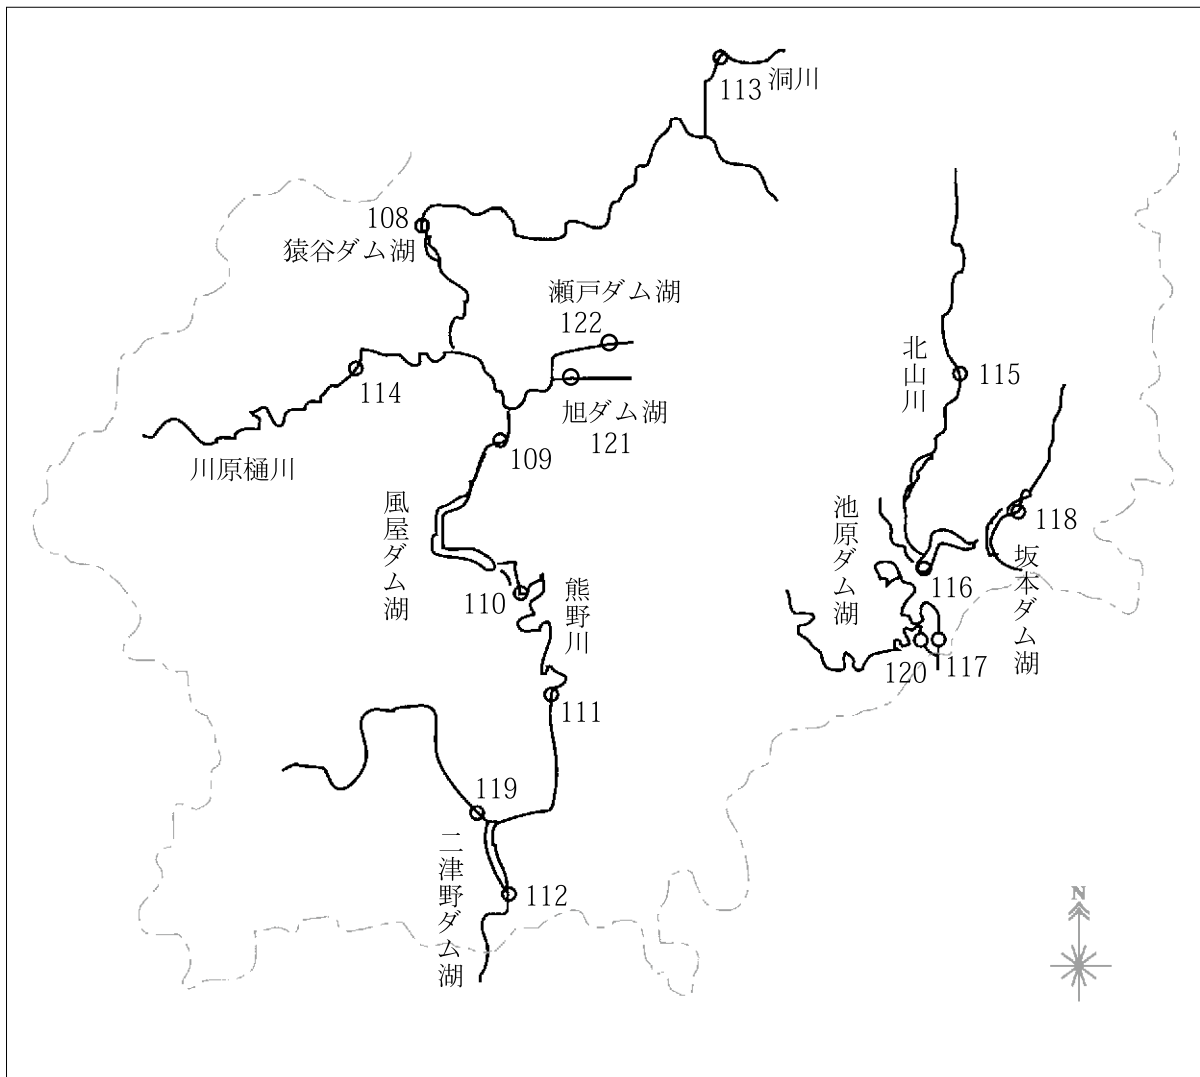 113
洞川
108
猿谷ダム湖
瀬戸ダム湖
122
114
旭ダム湖
121
北山川
115
109
川原樋川
風屋ダム湖
池原ダム湖
118
坂本ダム湖
110
熊野川
116
120
117
111
119
二津野ダム湖
112
N